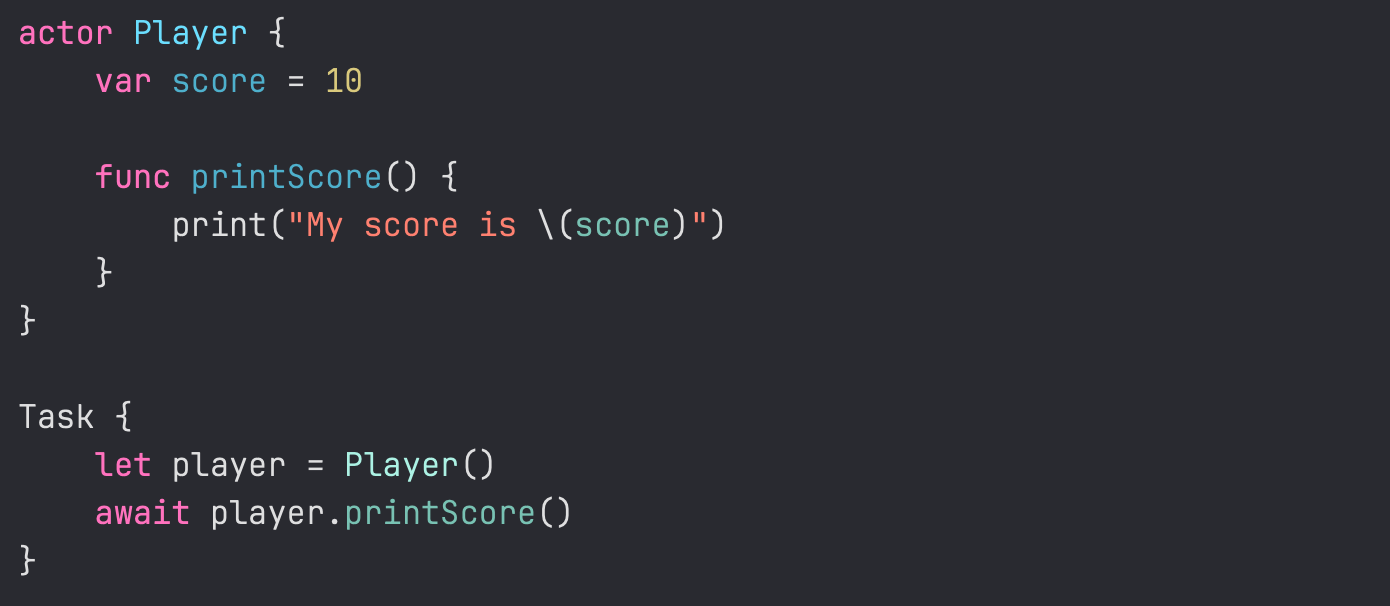 actor Player {
    var score = 10

    func printScore() {
        print("My score is \(score)")
    }
}

Task {
    let player = Player()
    await player.printScore()
}